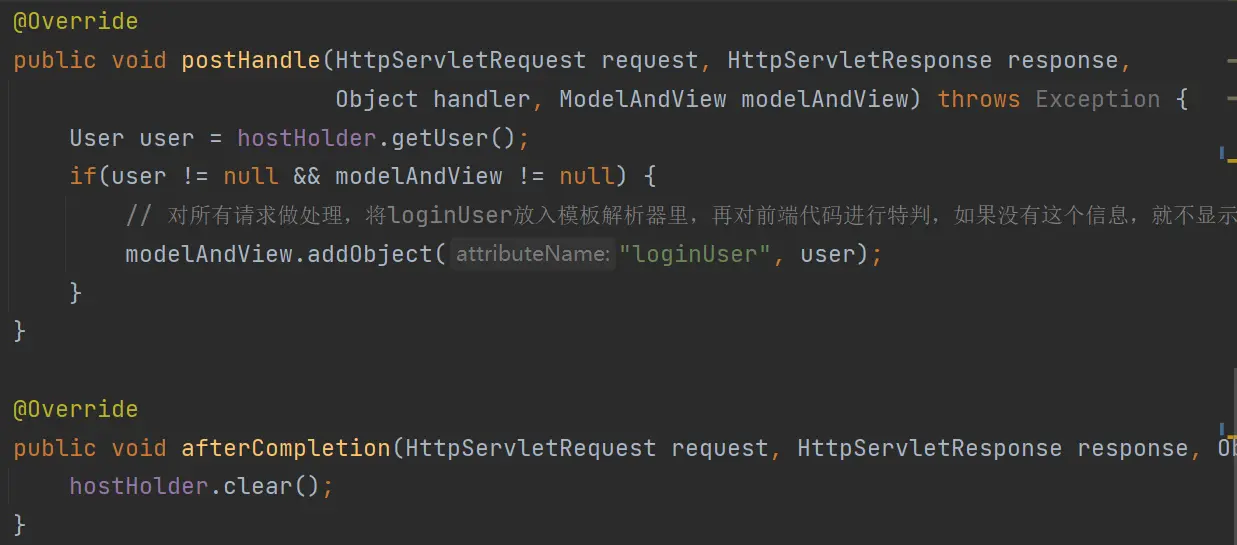 @Override
public void postHandle(HttpServletRequest request, HttpServletResponse response,
Object handler, ModelAndView modelAndView) throws Exception {
User user = hostHolder.getUser();
if(user != null && modelAndView != null) {
// 对所有请求做处理，将loginUser放入模板解析器里，再对前端代码进行特判，如果没有这个信息，就不显示
modelAndView.addObject( attributeName: "loginUser", user);
}
}
@Override
public void afterCompletion(HttpServletRequest request, HttpServletResponse response,
hostHolder.clear();
}